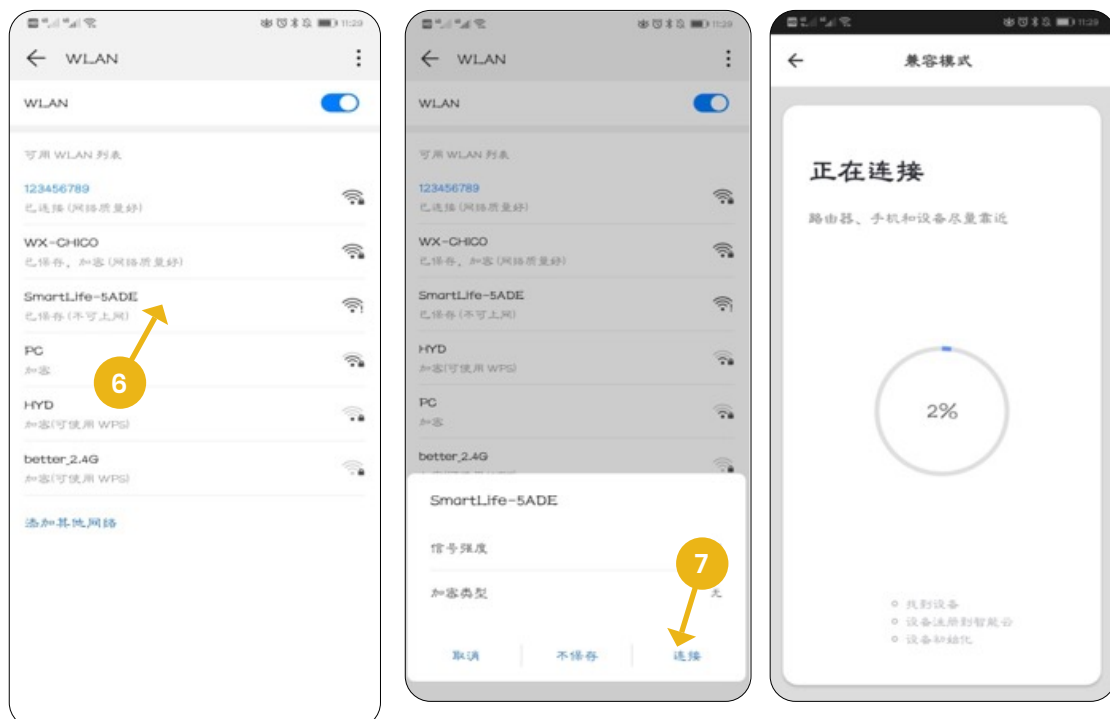 11:29
WLAN
WLAN
可用 WLAN 列表
123456789
已连接(网络质量好)
WX-CHICO
已保存，加密(网络质量好)
SmartLife-5ADE
已保存(不可上网)
PC
加密
6
HYD
加密(可使用 WPS)
better_2.4G
加密(可使用 WPS)
添加其他网络
11:29
WLAN
WLAN
可用 WLAN 列表
123456789
已连接(网络质量好)
WX-CHICO
已保存，加密(网络质量好)
SmartLife-5ADE
已保存(不可上网)
HYD
加密(可使用 WPS)
PC
加密
better_2.4G
SmartLife-5ADE
信号强度
7
加密类型 无
取消 不保存 连接
11:29
兼容模式
正在连接
路由器、手机和设备尽量靠近
2%
找到设备
设备注册到智能云
设备初始化